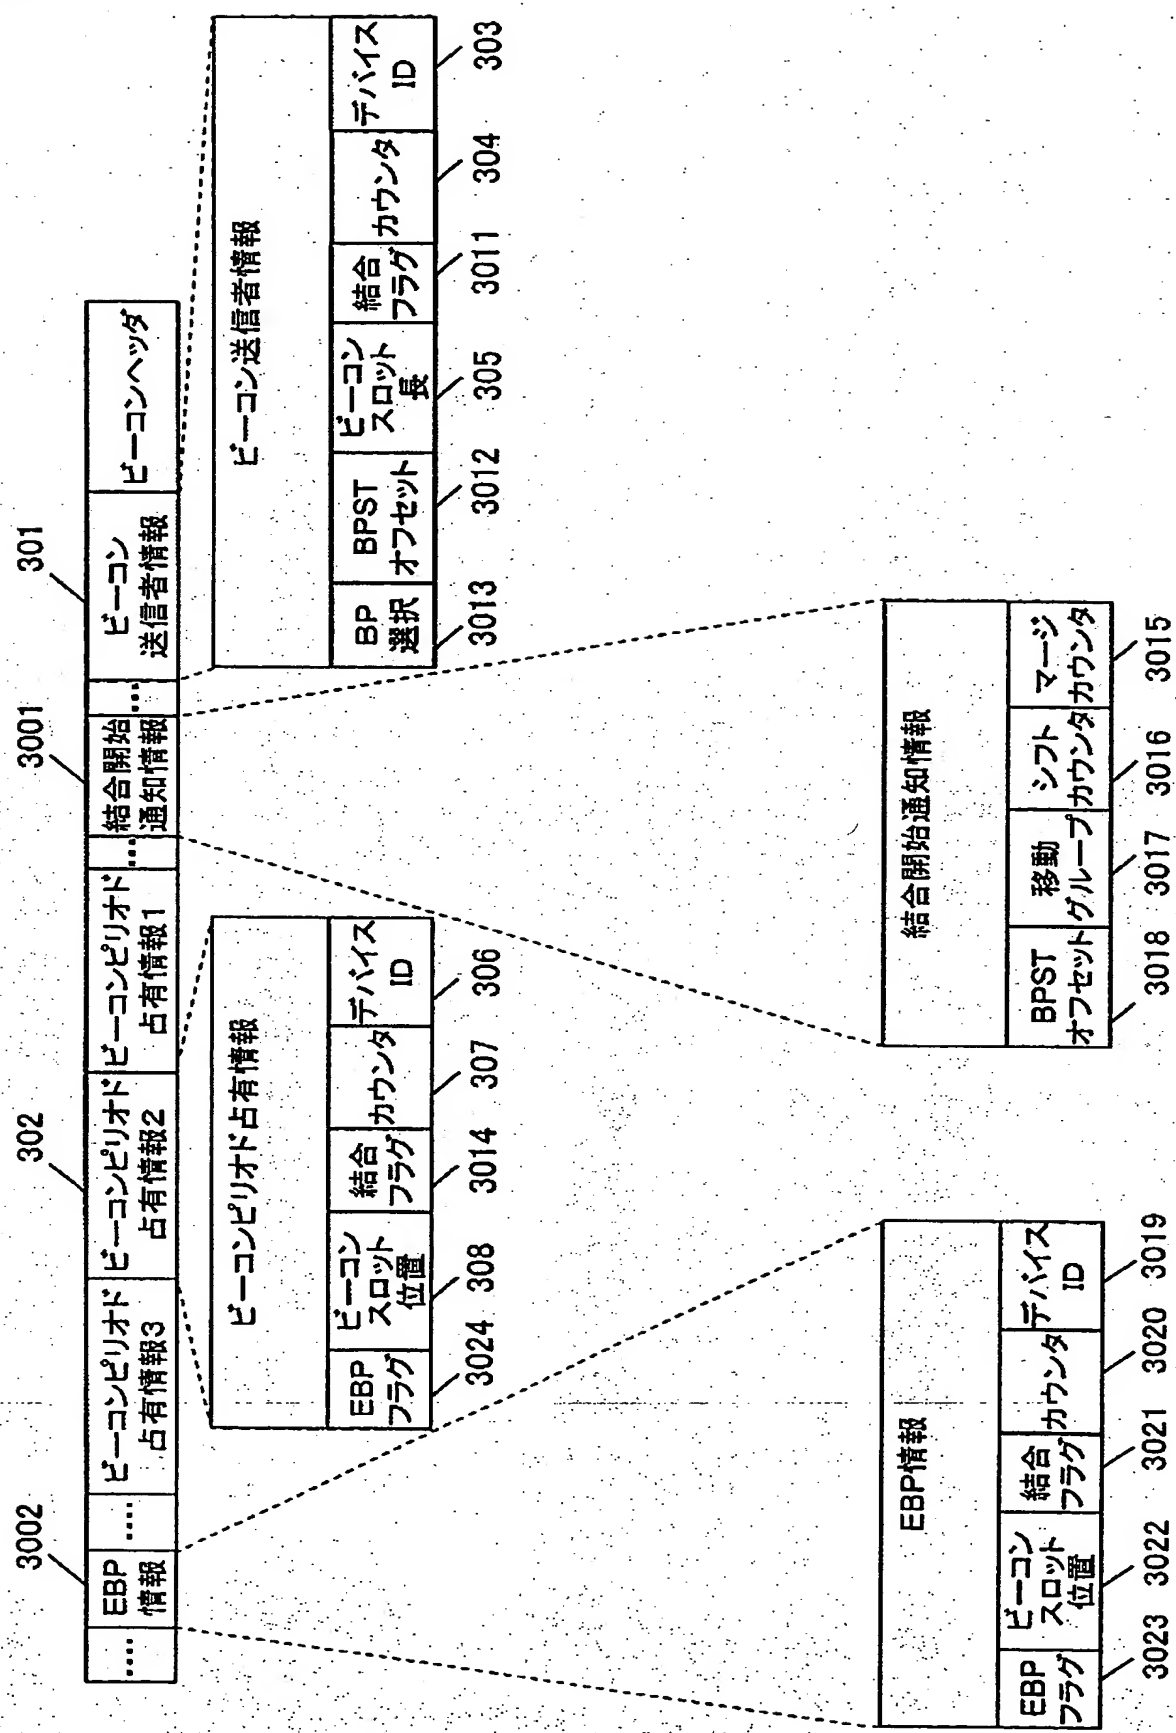 3002
302
3001
301
....
EBP
情報
....
ビーコンピリオド
占有情報3
ビーコンピリオド
占有情報2
ビーコンピリオド
占有情報1
....
結合開始
通知情報
....
ビーコン
送信者情報
ビーコンヘッダ
ビーコンピリオド占有情報
EBP
フラグ
ビーコン
スロット
位置
結合
フラグ
カウンタ
デバイス
ID
3024
308
3014
307
306
ビーコン送信者情報
BP
選択
BPST
オフセット
ビーコン
スロット
長
結合
フラグ
カウンタ
デバイス
ID
3013
3012
305
3011
304
303
EBP情報
EBP
フラグ
ビーコン
スロット
位置
結合
フラグ
カウンタ
デバイス
ID
3023
3022
3021
3020
3019
結合開始通知情報
BPST
オフセット
移動
グループ
シフト
カウンタ
マージ
カウンタ
3018
3017
3016
3015